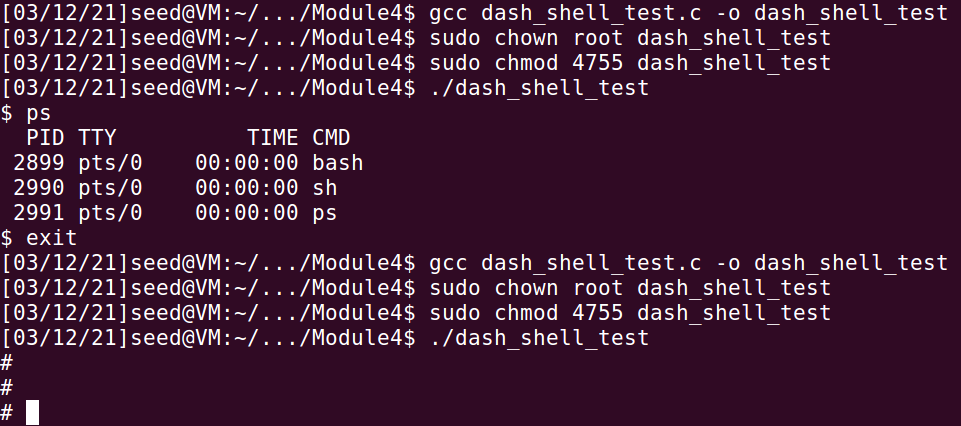 [03/12/21]seed@VM:~/.../Module4$ gcc dash_shell_test.c -o dash_shell_test
[03/12/21]seed@VM:~/.../Module4$ sudo chown root dash_shell_test
[03/12/21]seed@VM:~/.../Module4$ sudo chmod 4755 dash_shell_test
[03/12/21]seed@VM:~/.../Module4$ ./dash_shell_test
$ ps
  PID TTY          TIME CMD
 2899 pts/0    00:00:00 bash
 2990 pts/0    00:00:00 sh
 2991 pts/0    00:00:00 ps
$ exit
[03/12/21]seed@VM:~/.../Module4$ gcc dash_shell_test.c -o dash_shell_test
[03/12/21]seed@VM:~/.../Module4$ sudo chown root dash_shell_test
[03/12/21]seed@VM:~/.../Module4$ sudo chmod 4755 dash_shell_test
[03/12/21]seed@VM:~/.../Module4$ ./dash_shell_test
#
#
#